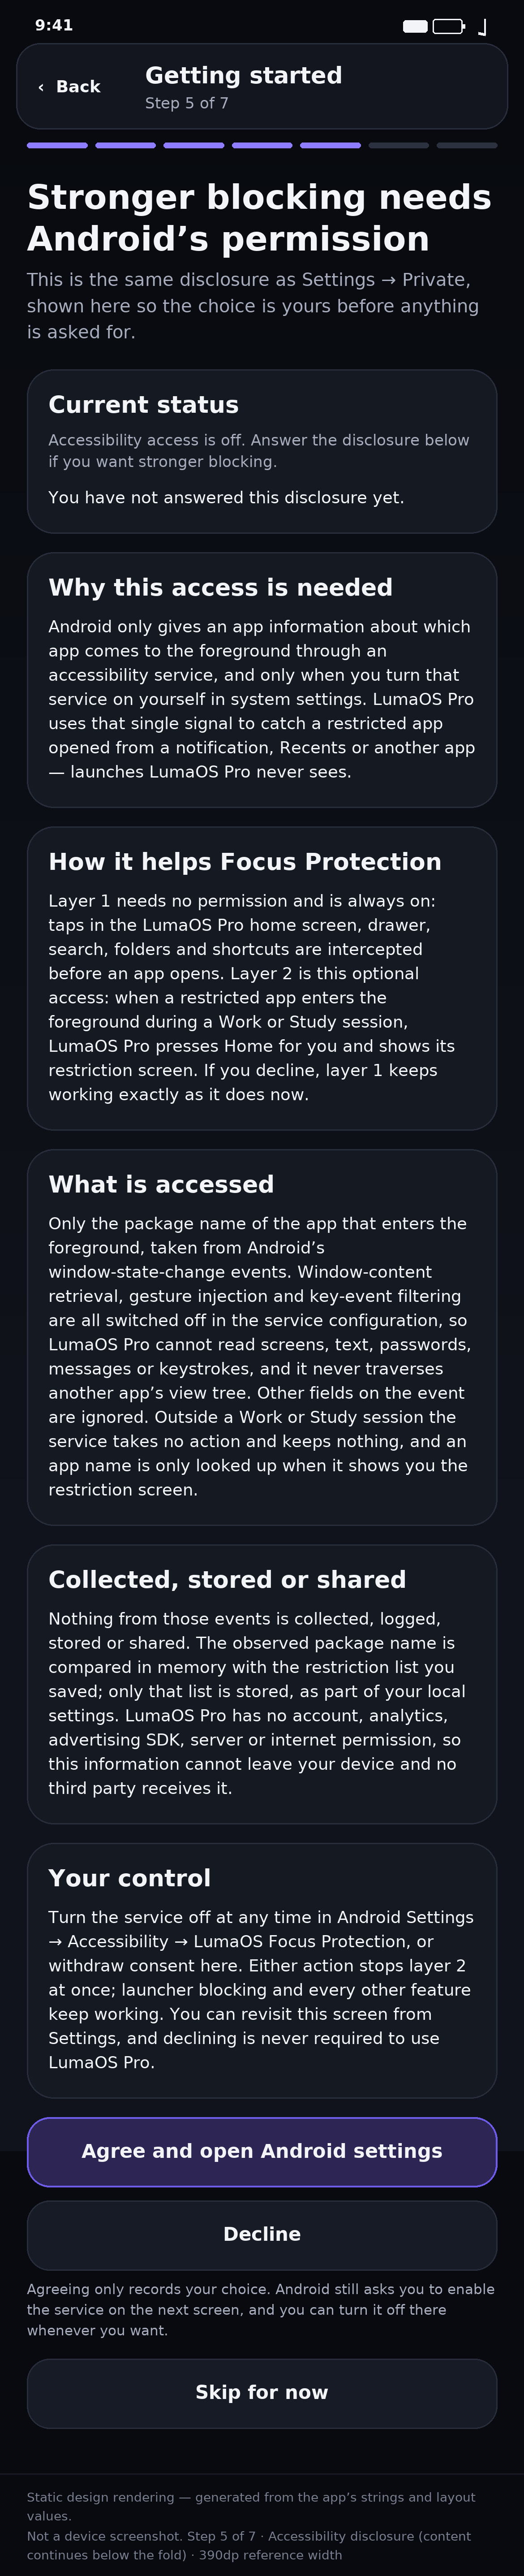 9:41
‹ Back
Getting started
Step 5 of 7
Stronger blocking needs
Android’s permission
This is the same disclosure as Settings → Private,
shown here so the choice is yours before anything
is asked for.
Current status
Accessibility access is off. Answer the disclosure below
if you want stronger blocking.
You have not answered this disclosure yet.
Why this access is needed
Android only gives an app information about which
app comes to the foreground through an
accessibility service, and only when you turn that
service on yourself in system settings. LumaOS Pro
uses that single signal to catch a restricted app
opened from a notification, Recents or another app
— launches LumaOS Pro never sees.
How it helps Focus Protection
Layer 1 needs no permission and is always on:
taps in the LumaOS Pro home screen, drawer,
search, folders and shortcuts are intercepted
before an app opens. Layer 2 is this optional
access: when a restricted app enters the
foreground during a Work or Study session,
LumaOS Pro presses Home for you and shows its
restriction screen. If you decline, layer 1 keeps
working exactly as it does now.
What is accessed
Only the package name of the app that enters the
foreground, taken from Android’s
window-state-change events. Window-content
retrieval, gesture injection and key-event filtering
are all switched off in the service configuration, so
LumaOS Pro cannot read screens, text, passwords,
messages or keystrokes, and it never traverses
another app’s view tree. Other fields on the event
are ignored. Outside a Work or Study session the
service takes no action and keeps nothing, and an
app name is only looked up when it shows you the
restriction screen.
Collected, stored or shared
Nothing from those events is collected, logged,
stored or shared. The observed package name is
compared in memory with the restriction list you
saved; only that list is stored, as part of your local
settings. LumaOS Pro has no account, analytics,
advertising SDK, server or internet permission, so
this information cannot leave your device and no
third party receives it.
Your control
Turn the service off at any time in Android Settings
→ Accessibility → LumaOS Focus Protection, or
withdraw consent here. Either action stops layer 2
at once; launcher blocking and every other feature
keep working. You can revisit this screen from
Settings, and declining is never required to use
LumaOS Pro.
Agree and open Android settings
Decline
Agreeing only records your choice. Android still asks you to enable
the service on the next screen, and you can turn it off there
whenever you want.
Skip for now
Static design rendering — generated from the app’s strings and layout
values.
Not a device screenshot. Step 5 of 7 · Accessibility disclosure (content
continues below the fold) · 390dp reference width